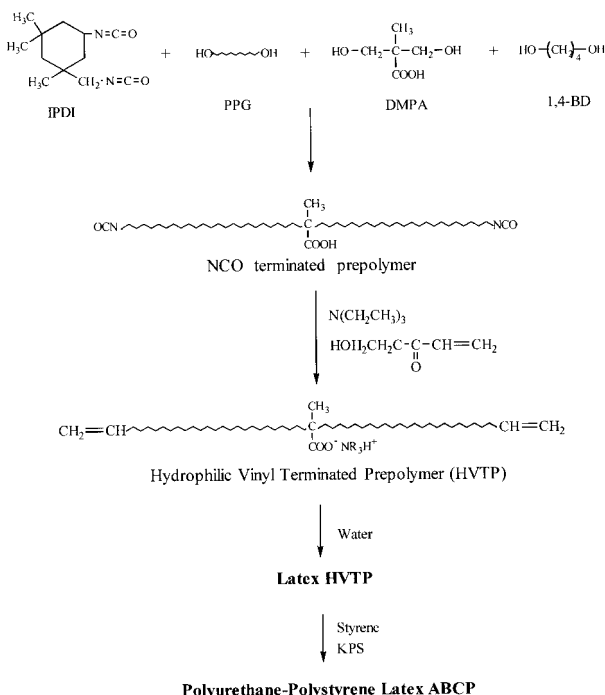 H₃C
N=C=O
H₃C
+ HO OH + HO-CH₂-C-CH₂-OH + HO-( )₄-OH
CH₃
COOH
H₃C CH₂-N=C=O
IPDI PPG DMPA 1,4-BD
CH₃
OCN C NCO
COOH
NCO terminated prepolymer
N(CH₂CH₃)₃
HOH₂CH₂C-C-CH=CH₂
O
CH₃
CH₂=CH C CH=CH₂
COO⁻ NR₃H⁺
Hydrophilic Vinyl Terminated Prepolymer (HVTP)
Water
Latex HVTP
Styrene
KPS
Polyurethane-Polystyrene Latex ABCP